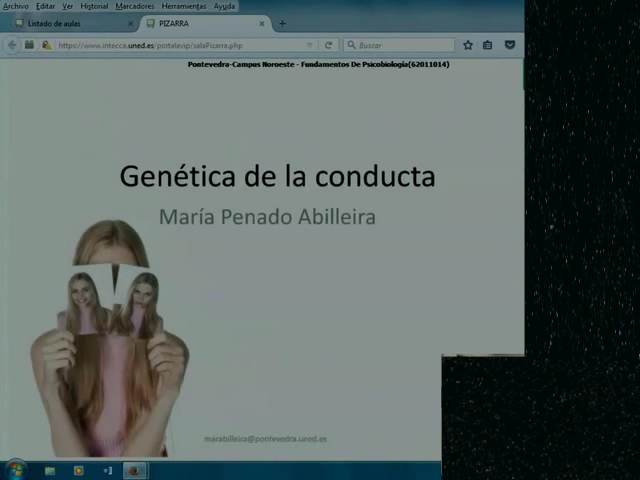 Archivo Editar Ver Historial Marcadores Herramientas Ayuda
Listado de aulas
PIZARRA
https://www.intecca.uned.es/portalavip/salaPizarra.php
Buscar
Pontevedra-Campus Noroeste - Fundamentos De Psicobiología(62011014)
Genética de la conducta
María Penado Abilleira
marabilleira@pontevedra.uned.es